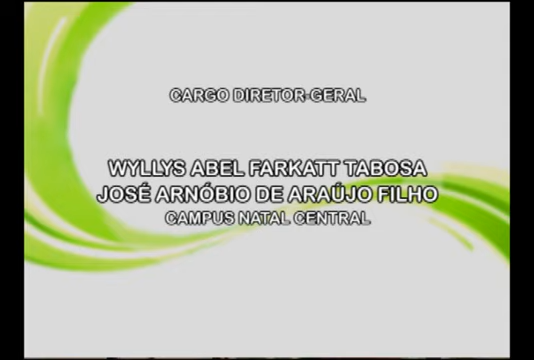 CARGO DIRETOR-GERAL
WYLLYS ABEL FARKATT TABOSA
JOSÉ ARNÓBIO DE ARAÚJO FILHO
CAMPUS NATAL CENTRAL